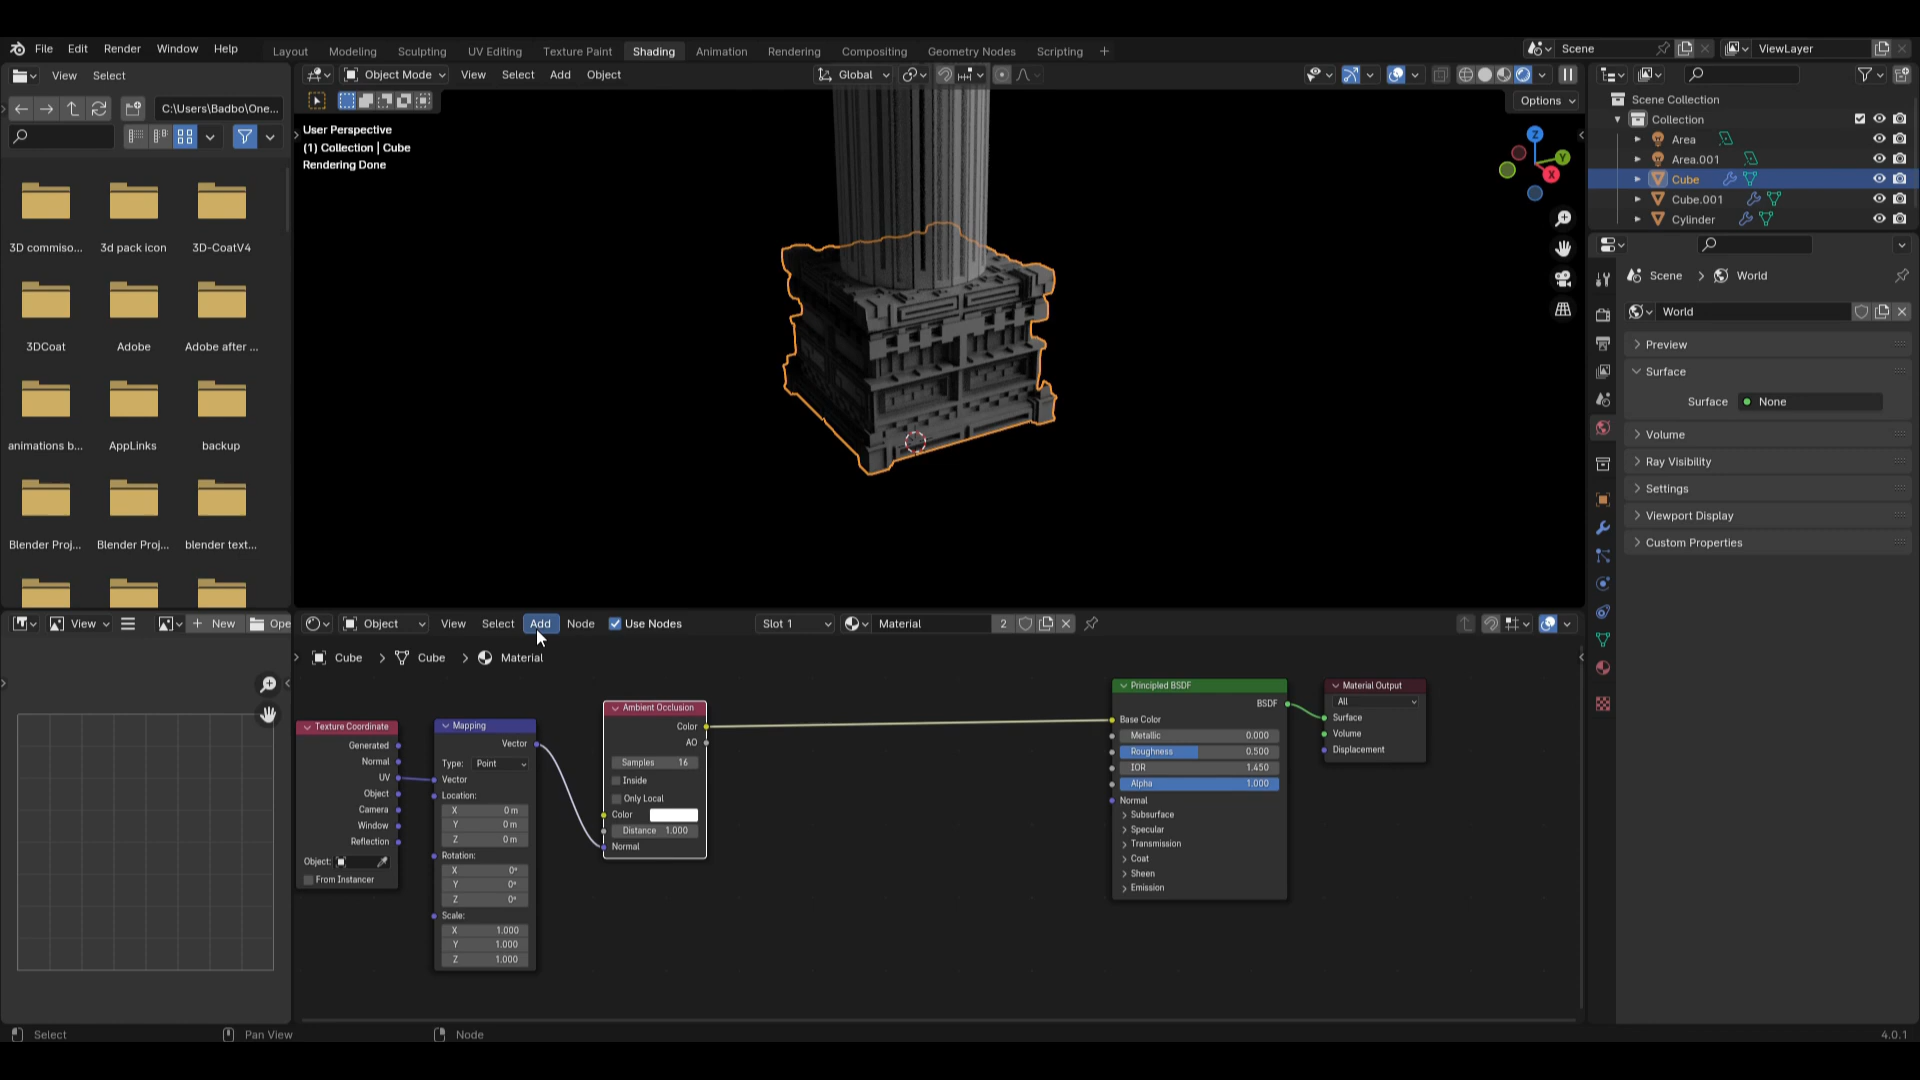 File Edit Render Window Help
Layout Modeling Sculpting UV Editing Texture Paint Shading Animation Rendering Compositing Geometry Nodes Scripting +
Scene
ViewLayer
View Select
Object Mode View Select Add Object
Global
C:\Users\Badbo\One...
Options
User Perspective
(1) Collection | Cube
Rendering Done
Z
Y
X
3D commiso... 3d pack icon 3D-CoatV4
3DCoat Adobe Adobe after ...
animations b... AppLinks backup
Blender Proj... Blender Proj... blender text...
Scene Collection
Collection
Area
Area.001
Cube
Cube.001
Cylinder
Scene > World
World
Preview
Surface
Surface None
Volume
Ray Visibility
Settings
Viewport Display
Custom Properties
View
+ New
Ope
Object View Select Add Node Use Nodes
Slot 1
Material
2
Cube > Cube > Material
Texture Coordinate
Generated
Normal
UV
Object
Camera
Window
Reflection
Object:
From Instancer
Mapping
Vector
Type: Point
Vector
Location:
X 0 m
Y 0 m
Z 0 m
Rotation:
X 0°
Y 0°
Z 0°
Scale:
X 1.000
Y 1.000
Z 1.000
Ambient Occlusion
Color
AO
Samples 16
Inside
Only Local
Color
Distance 1.000
Normal
Principled BSDF
BSDF
Base Color
Metallic 0.000
Roughness 0.500
IOR 1.450
Alpha 1.000
Normal
Subsurface
Specular
Transmission
Coat
Sheen
Emission
Material Output
All
Surface
Volume
Displacement
Select
Pan View
Node
4.0.1